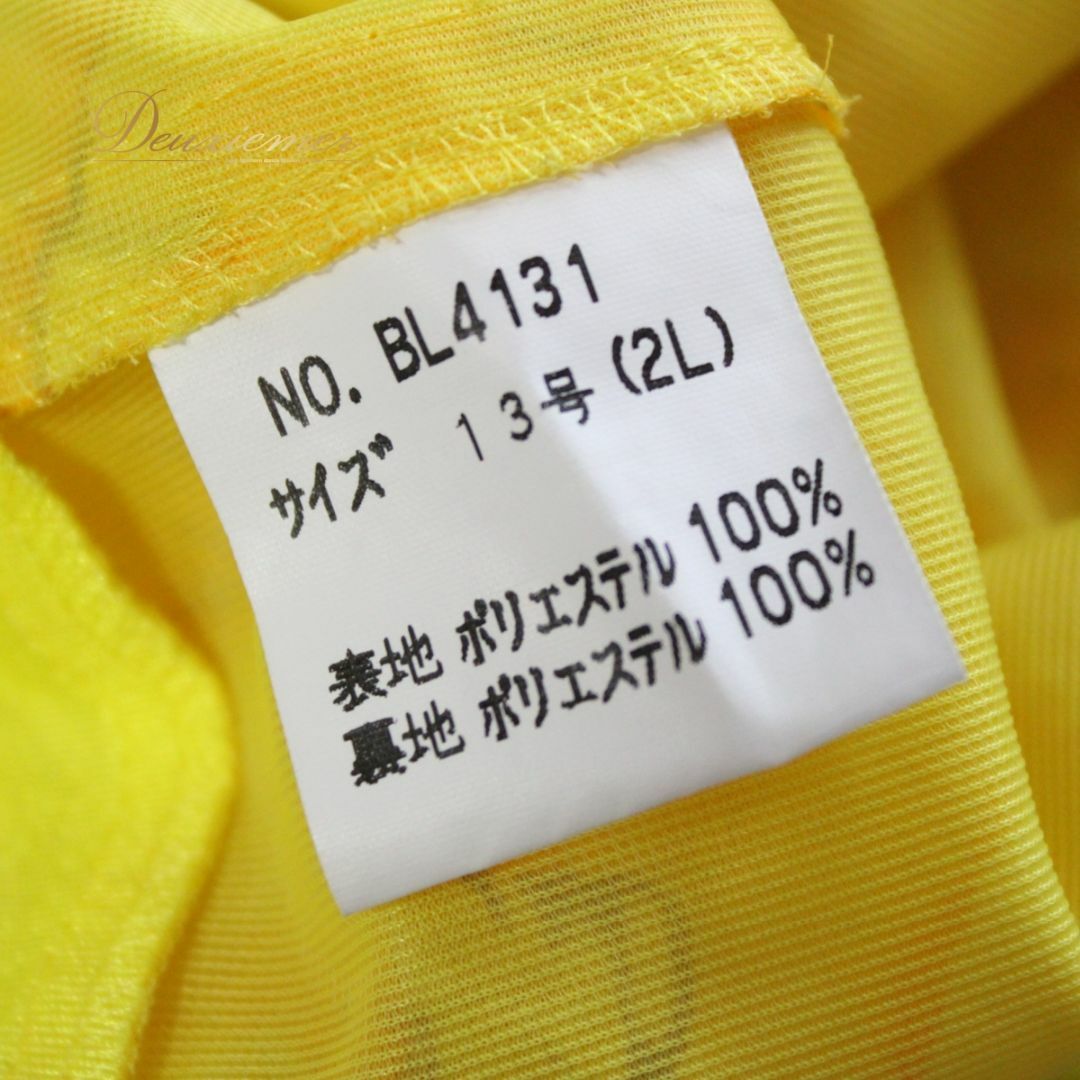 Deuxiemer
NO. BL4131
サイズ 13号(2L)
表地 ポリエステル 100%
裏地 ポリエステル 100%